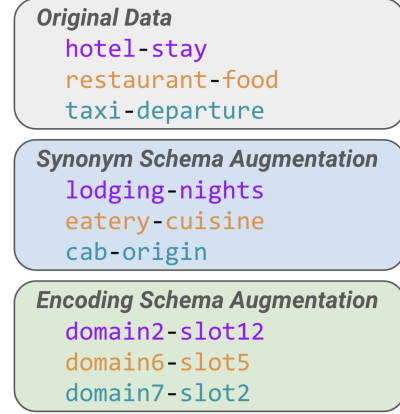 Original Data
hotel-stay
restaurant-food
taxi-departure
Synonym Schema Augmentation
lodging-nights
eatery-cuisine
cab-origin
Encoding Schema Augmentation
domain2-slot12
domain6-slot5
domain7-slot2